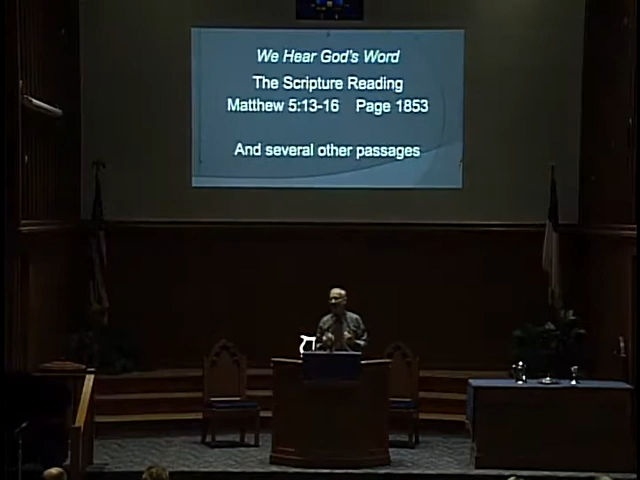 We Hear God's Word
The Scripture Reading
Matthew 5:13-16 Page 1853
And several other passages